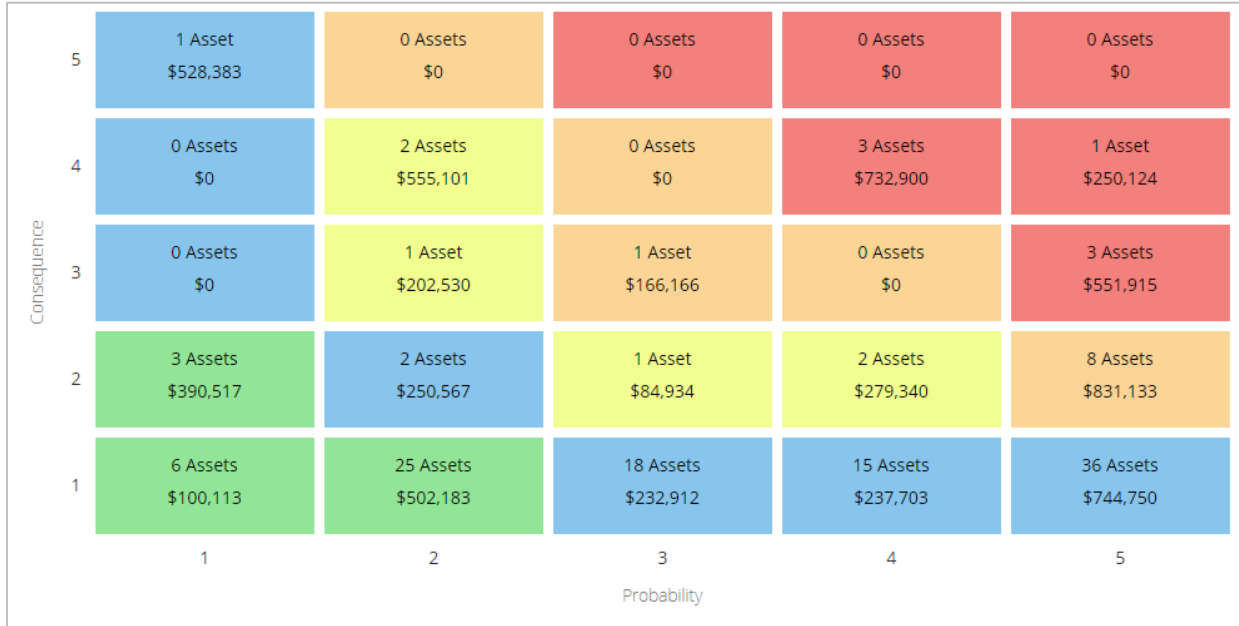 1 Asset
$528,383
0 Assets
$0
0 Assets
$0
0 Assets
$0
0 Assets
$0
5
0 Assets
$0
2 Assets
$555,101
0 Assets
$0
3 Assets
$732,900
1 Asset
$250,124
4
0 Assets
$0
1 Asset
$202,530
1 Asset
$166,166
0 Assets
$0
3 Assets
$551,915
3
Consequence
3 Assets
$390,517
2 Assets
$250,567
1 Asset
$84,934
2 Assets
$279,340
8 Assets
$831,133
2
6 Assets
$100,113
25 Assets
$502,183
18 Assets
$232,912
15 Assets
$237,703
36 Assets
$744,750
1
1
2
3
4
5
Probability